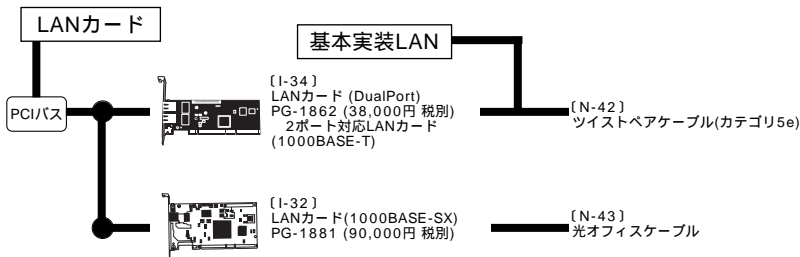 LANカード
基本実装LAN
PCIバス
〔I-34〕
LANカード (DualPort)
PG-1862 (38,000円 税別)
2ポート対応LANカード
(1000BASE-T)
〔N-42〕
ツイストペアケーブル(カテゴリ5e)
〔I-32〕
LANカード(1000BASE-SX)
PG-1881 (90,000円 税別)
〔N-43〕
光オフィスケーブル